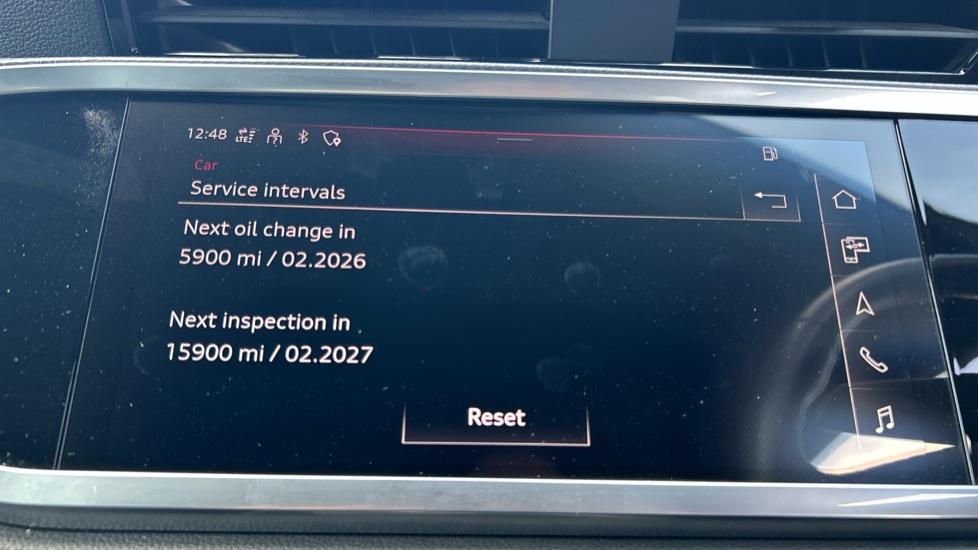 12:48 LTE
Car
Service intervals
Next oil change in
5900 mi / 02.2026
Next inspection in
15900 mi / 02.2027
Reset